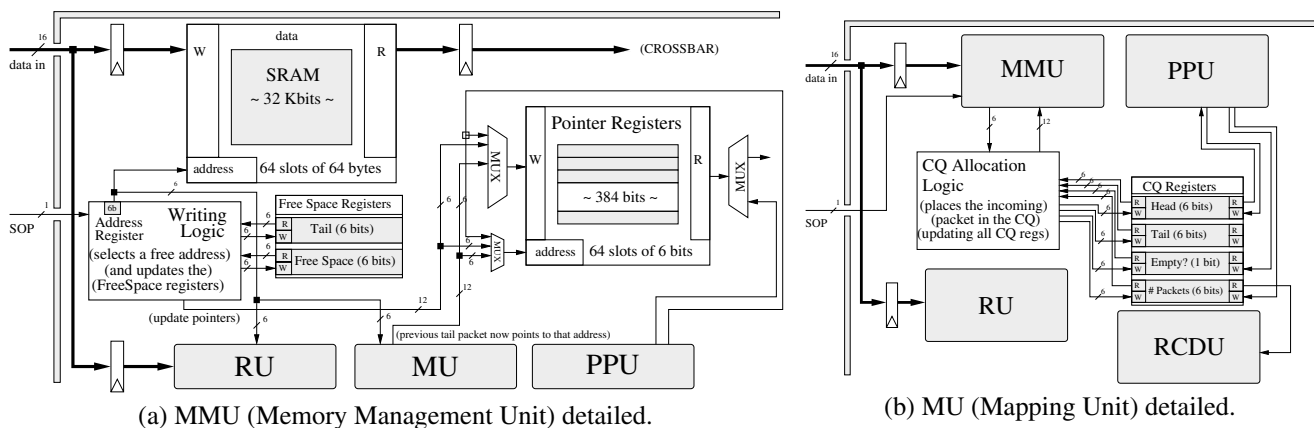 16
data in
data
W
R
SRAM
~ 32 Kbits ~
(CROSSBAR)
address
64 slots of 64 bytes
6
6
1
SOP
6b
Address
Register
Writing
Logic
(selects a free address)
(and updates the)
(FreeSpace registers)
6
6
6
6
Free Space Registers
R
W
Tail (6 bits)
R
W
Free Space (6 bits)
MUX
W
Pointer Registers
~ 384 bits ~
R
MUX
address
64 slots of 6 bits
6
6
6
6
MUX
12
12
(update pointers)
6
6
(previous tail packet now points to that address)
RU
MU
PPU
(a) MMU (Memory Management Unit) detailed.
16
data in
MMU
PPU
6
12
CQ Allocation
Logic
(places the incoming)
(packet in the CQ)
(updating all CQ regs)
1
SOP
6
6
6
6
6
6
6
CQ Registers
R
W
Head (6 bits)
R
W
R
W
Tail (6 bits)
R
W
R
W
Empty? (1 bit)
R
W
R
W
# Packets (6 bits)
R
W
RU
RCDU
(b) MU (Mapping Unit) detailed.